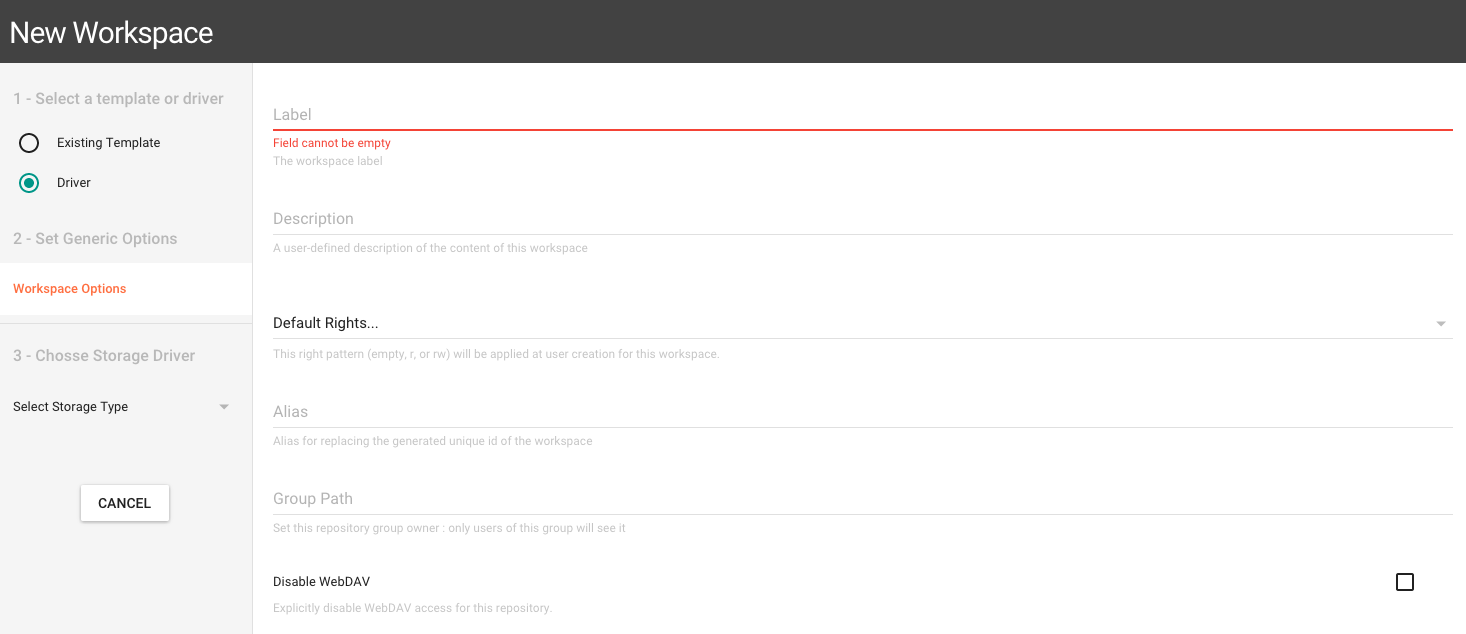 New Workspace
1 - Select a template or driver
Existing Template
Driver
2 - Set Generic Options
Workspace Options
3 - Chosse Storage Driver
Select Storage Type
CANCEL
Label
Field cannot be empty
The workspace label
Description
A user-defined description of the content of this workspace
Default Rights...
This right pattern (empty, r, or rw) will be applied at user creation for this workspace.
Alias
Alias for replacing the generated unique id of the workspace
Group Path
Set this repository group owner : only users of this group will see it
Disable WebDAV
Explicitly disable WebDAV access for this repository.